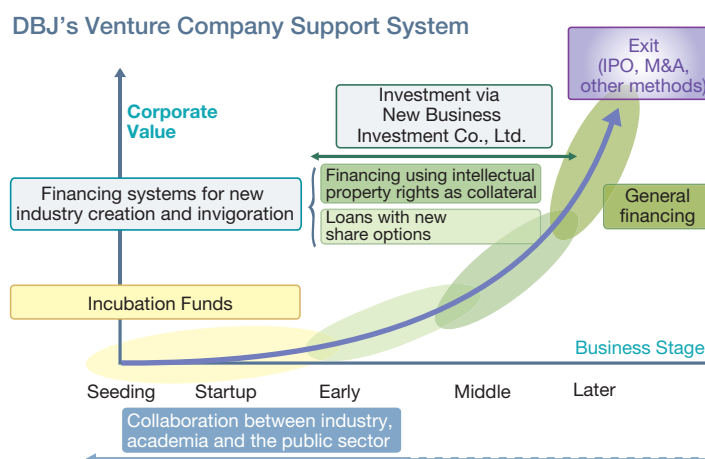 DBJ's Venture Company Support System
Exit
(IPO, M&A,
other methods)
Corporate
Value
Investment via
New Business
Investment Co., Ltd.
Financing systems for new
industry creation and invigoration
Financing using intellectual
property rights as collateral
Loans with new
share options
General
financing
Incubation Funds
Business Stage
Seeding
Startup
Early
Middle
Later
Collaboration between industry,
academia and the public sector